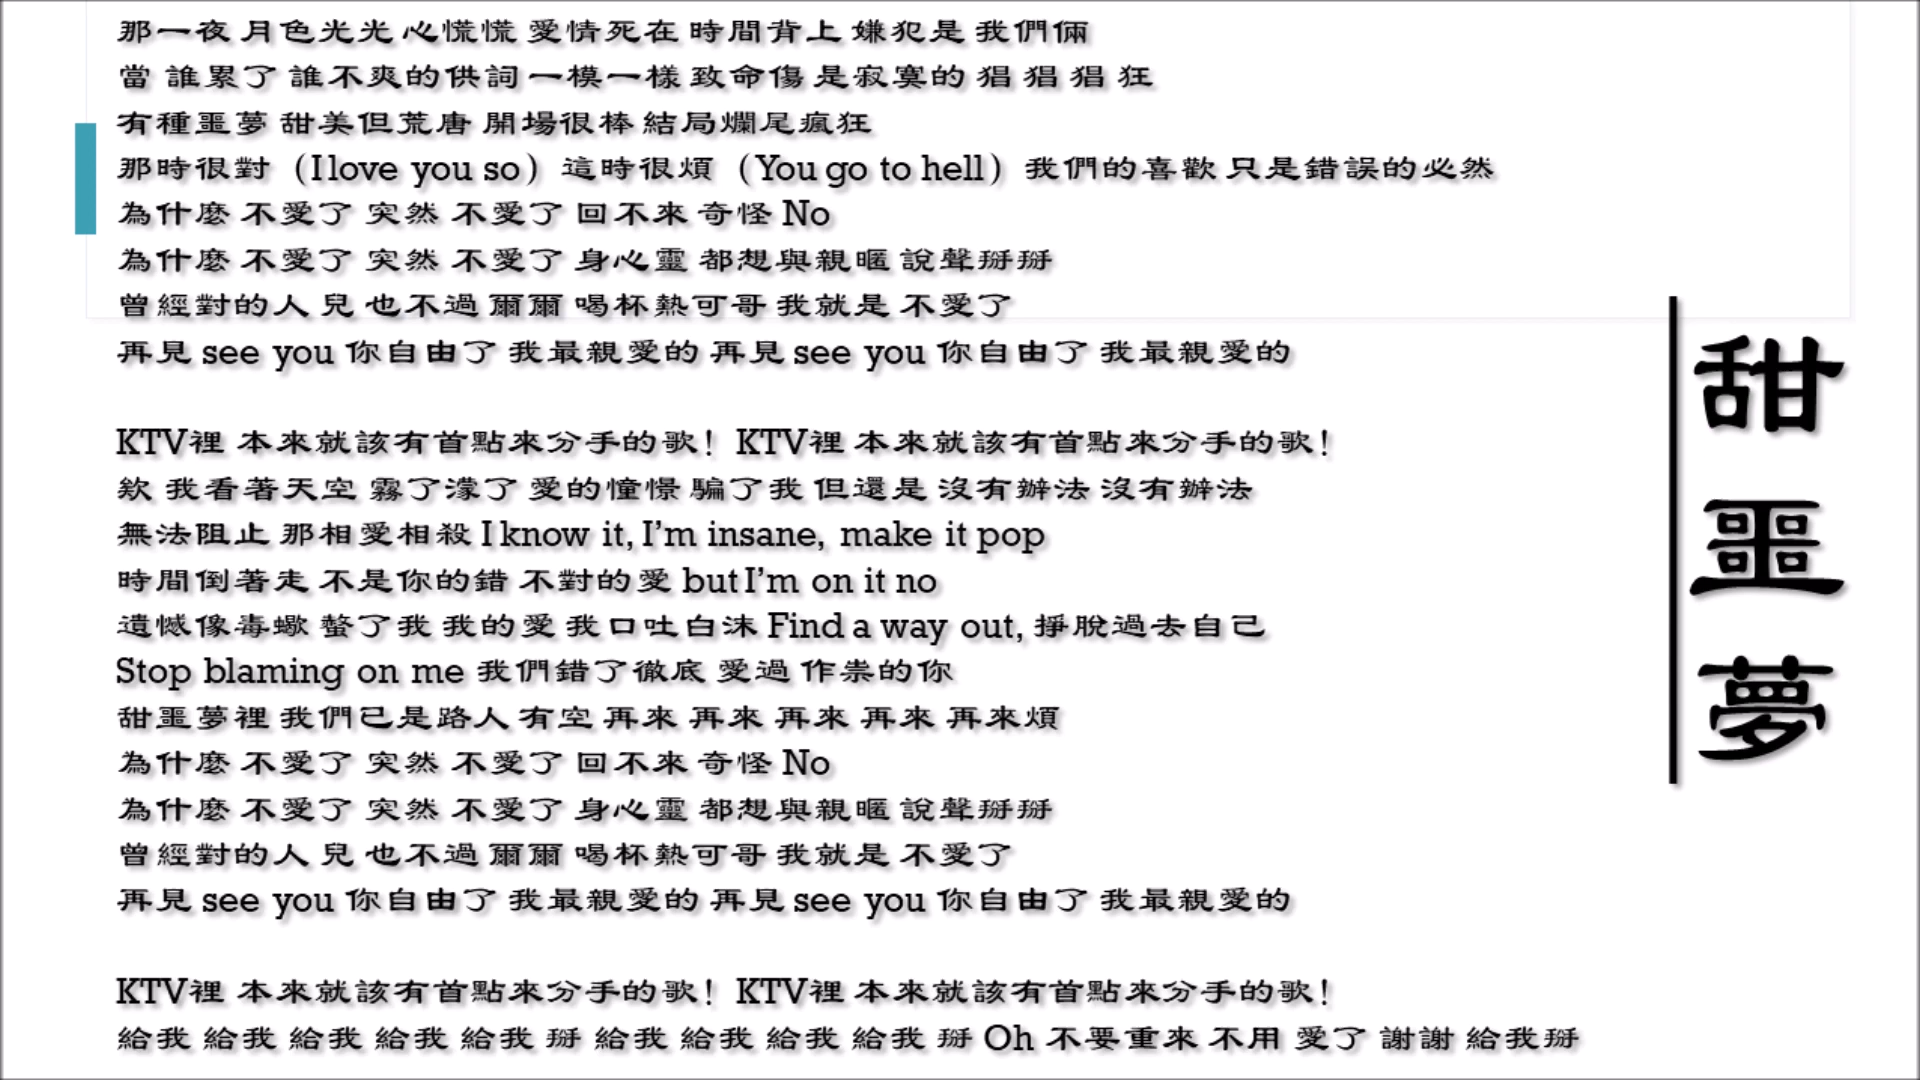 那一夜 月色光光 心慌慌 愛情死在 時間背上 嫌犯是 我們倆
當 誰累了 誰不爽的供詞 一模一樣 致命傷 是寂寞的 猖 猖 猖 狂
有種噩夢 甜美但荒唐 開場很棒 結局爛尾瘋狂
那時很對（I love you so）這時很煩（You go to hell）我們的喜歡 只是錯誤的必然
為什麼 不愛了 突然 不愛了 回不來 奇怪 No
為什麼 不愛了 突然 不愛了 身心靈 都想與親暱 說聲掰掰
曾經對的人 兒 也不過 爾爾 喝杯熱可哥 我就是 不愛了
再見 see you 你自由了 我最親愛的 再見 see you 你自由了 我最親愛的
KTV裡 本來就該有首點來分手的歌！ KTV裡 本來就該有首點來分手的歌！
欸 我看著天空 霧了濛了 愛的憧憬 騙了我 但還是 沒有辦法 沒有辦法
無法阻止 那相愛相殺 I know it, I'm insane, make it pop
時間倒著走 不是你的錯 不對的愛 but I'm on it no
遺憾像毒蠍 螫了我 我的愛 我口吐白沫 Find a way out, 掙脫過去自己
Stop blaming on me 我們錯了徹底 愛過 作祟的你
甜噩夢裡 我們已是路人 有空 再來 再來 再來 再來 再來煩
為什麼 不愛了 突然 不愛了 回不來 奇怪 No
為什麼 不愛了 突然 不愛了 身心靈 都想與親暱 說聲掰掰
曾經對的人 兒 也不過 爾爾 喝杯熱可哥 我就是 不愛了
再見 see you 你自由了 我最親愛的 再見 see you 你自由了 我最親愛的
KTV裡 本來就該有首點來分手的歌！ KTV裡 本來就該有首點來分手的歌！
給我 給我 給我 給我 給我 掰 給我 給我 給我 給我 掰 Oh 不要重來 不用 愛了 謝謝 給我掰
甜噩夢